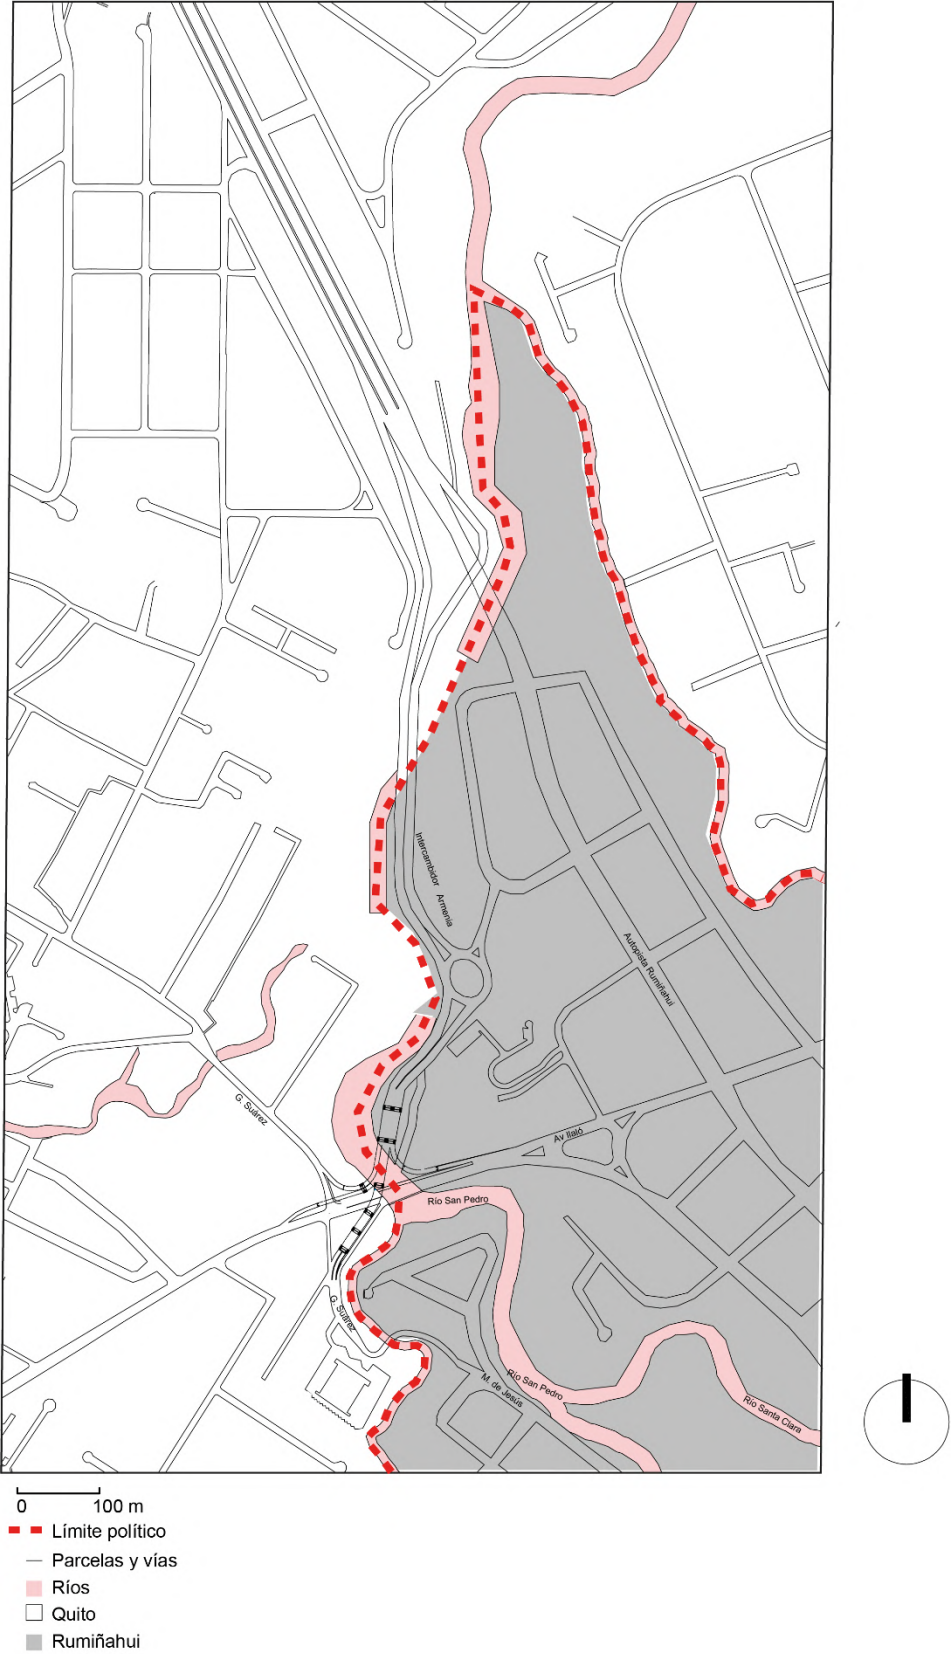 Intercambidor Armenia
Autopista Rumiñahui
G. Suárez
Av Ilaló
Río San Pedro
G. Suárez
M. de Jesús
Río San Pedro
Río Santa Clara
0 100 m
Límite político
Parcelas y vías
Ríos
Quito
Rumiñahui